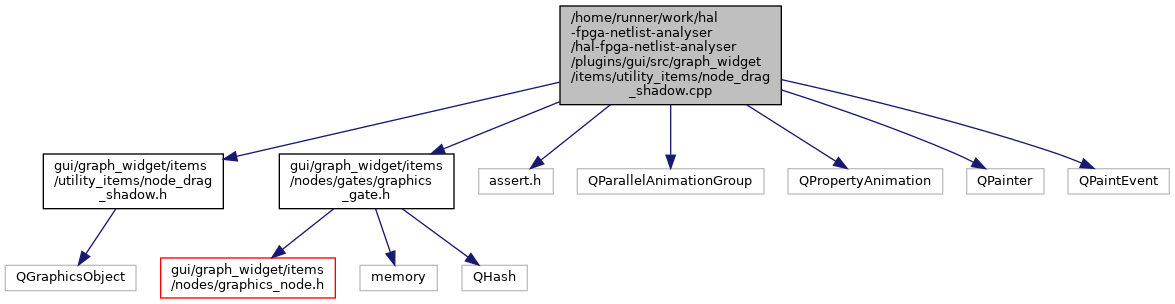 /home/runner/work/hal
-fpga-netlist-analyser
/hal-fpga-netlist-analyser
/plugins/gui/src/graph_widget
/items/utility_items/node_drag
_shadow.cpp
gui/graph_widget/items
/utility_items/node_drag
_shadow.h
gui/graph_widget/items
/nodes/gates/graphics
_gate.h
assert.h
QParallelAnimationGroup
QPropertyAnimation
QPainter
QPaintEvent
QGraphicsObject
gui/graph_widget/items
/nodes/graphics_node.h
memory
QHash